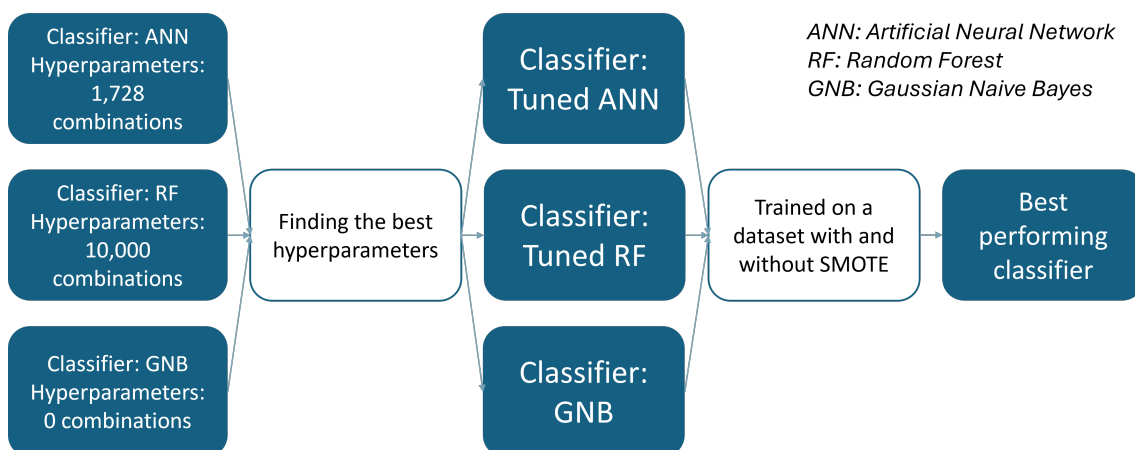 Classifier: ANN
Hyperparameters:
1,728
combinations
Classifier: RF
Hyperparameters:
10,000
combinations
Classifier: GNB
Hyperparameters:
0 combinations
Finding the best
hyperparameters
Classifier:
Tuned ANN
Classifier:
Tuned RF
Classifier:
GNB
Trained on a
dataset with and
without SMOTE
Best
performing
classifier
ANN: Artificial Neural Network
RF: Random Forest
GNB: Gaussian Naive Bayes